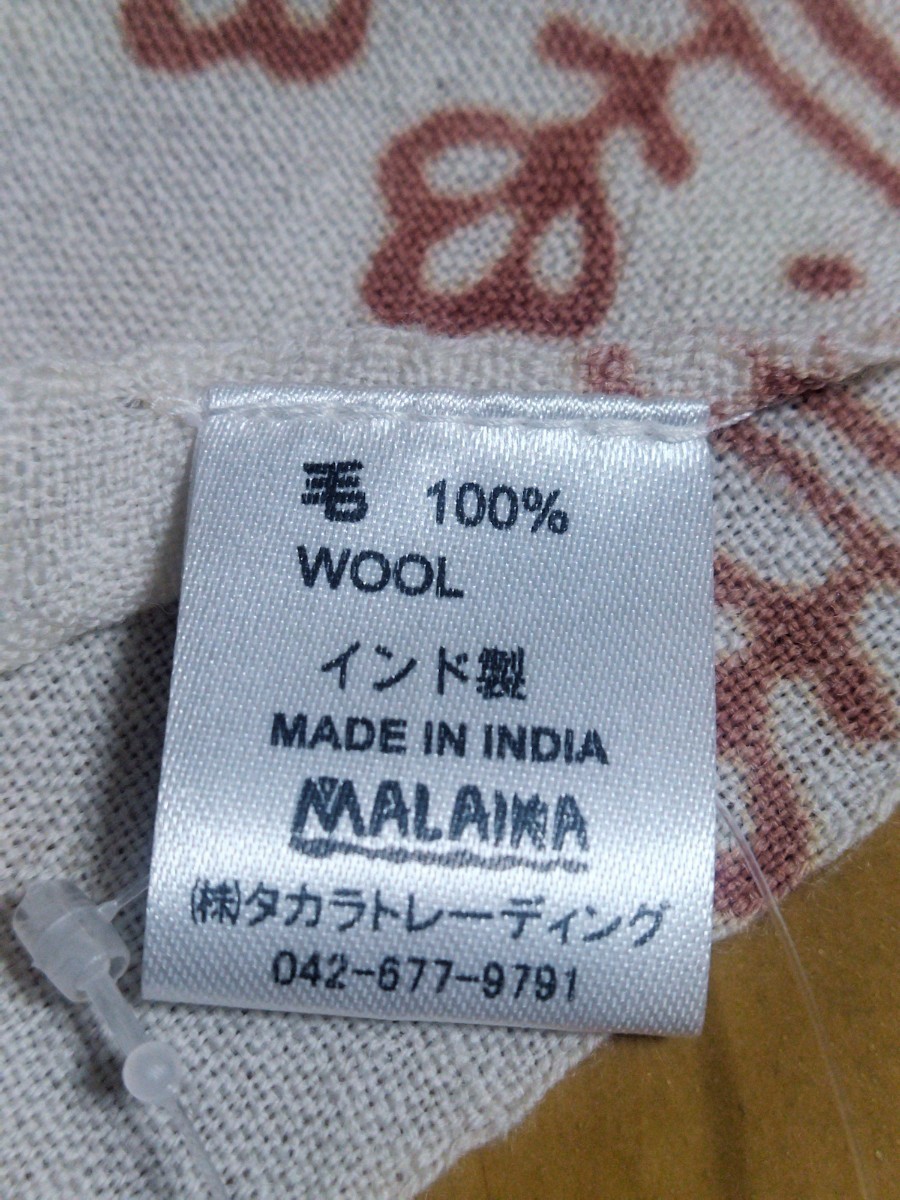 毛 100%
WOOL
インド製
MADE IN INDIA
MALAIKA
(株)タカラトレーディング
042-677-9791